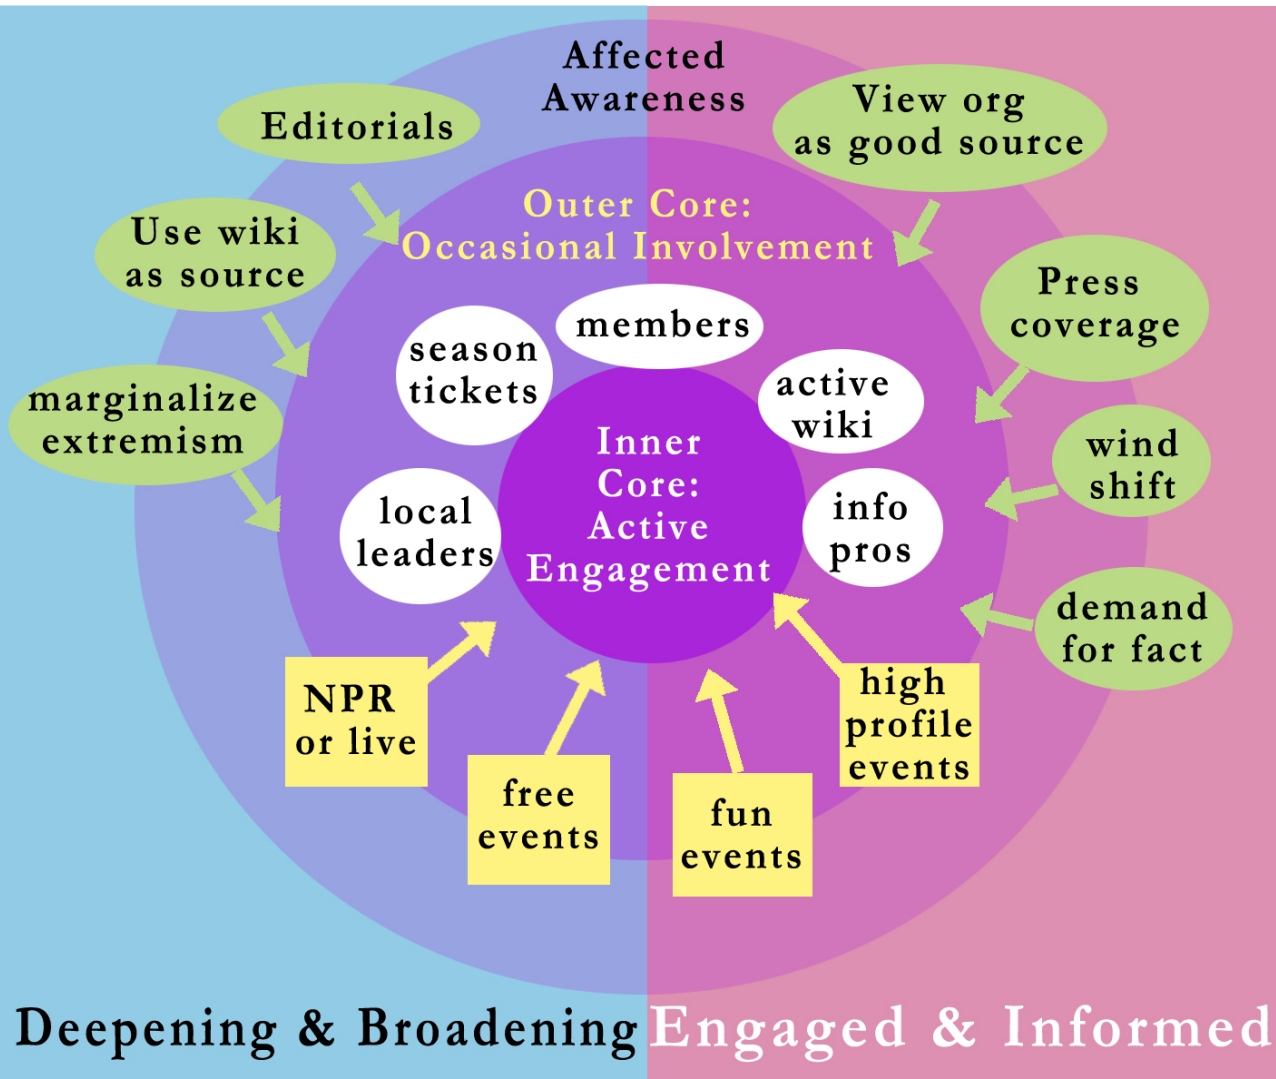 Affected
Awareness
Editorials
View org
as good source
Outer Core:
Occasional Involvement
Use wiki
as source
Press
coverage
members
season
tickets
active
wiki
marginalize
extremism
Inner
Core:
Active
Engagement
wind
shift
local
leaders
info
pros
demand
for fact
NPR
or live
high
profile
events
free
events
fun
events
Deepening & Broadening Engaged & Informed